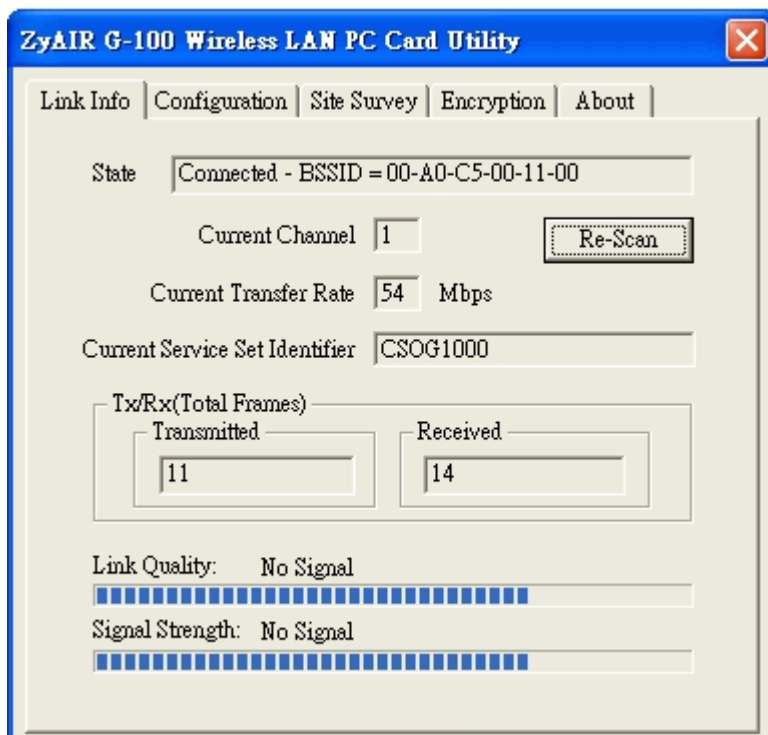 ZyAIR G-100 Wireless LAN PC Card Utility
Link Info Configuration Site Survey Encryption About
State Connected - BSSID = 00-A0-C5-00-11-00
Current Channel 1 Re-Scan
Current Transfer Rate 54 Mbps
Current Service Set Identifier CSOG1000
Tx/Rx(Total Frames)
Transmitted Received
11 14
Link Quality: No Signal
Signal Strength: No Signal